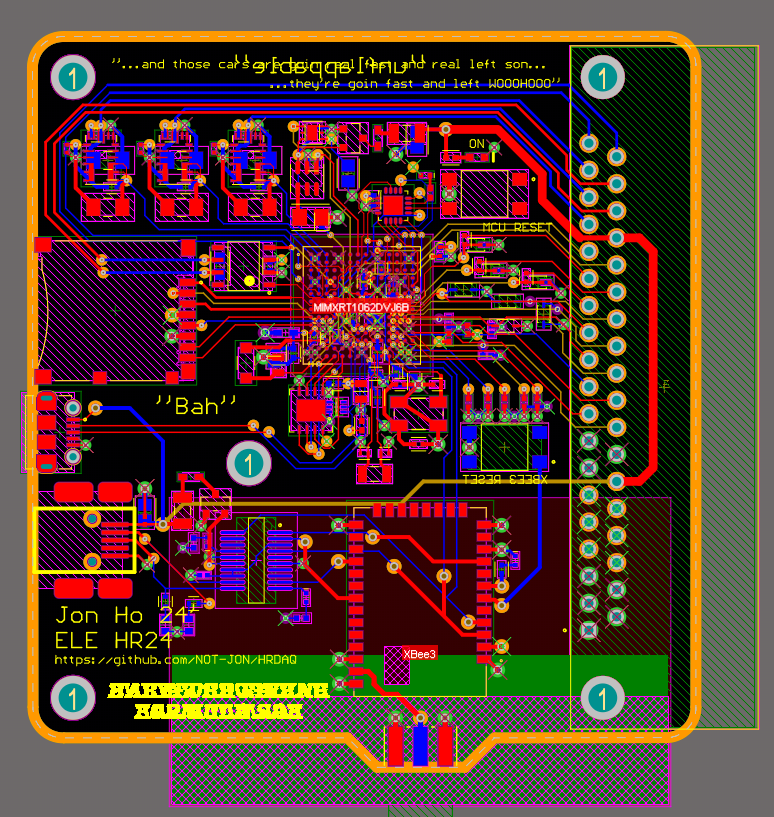 ''...and those cars are goin real fast and real left son...
...they're goin fast and left WOOOHOOO''
1
1
ON
MCU RESET
MIMXRT1062DVJ6B
''Bah''
1
XBEE3 RESET
Jon Ho 24'
ELE HR24
https://github.com/NOT-JON/HRDAQ
XBee3
1
1